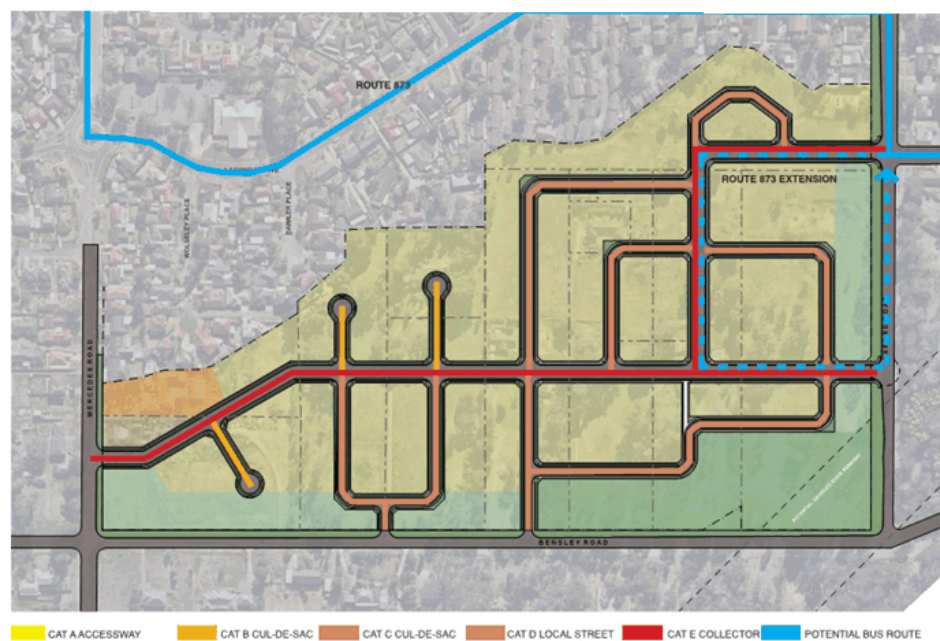 ROUTE 873
WOLSELEY PLACE
DAIMLER PLACE
ROUTE 873 EXTENSION
MERCEDES ROAD
BENSLEY ROAD
CAT A ACCESSWAY
CAT B CUL-DE-SAC
CAT C CUL-DE-SAC
CAT D LOCAL STREET
CAT E COLLECTOR
POTENTIAL BUS ROUTE